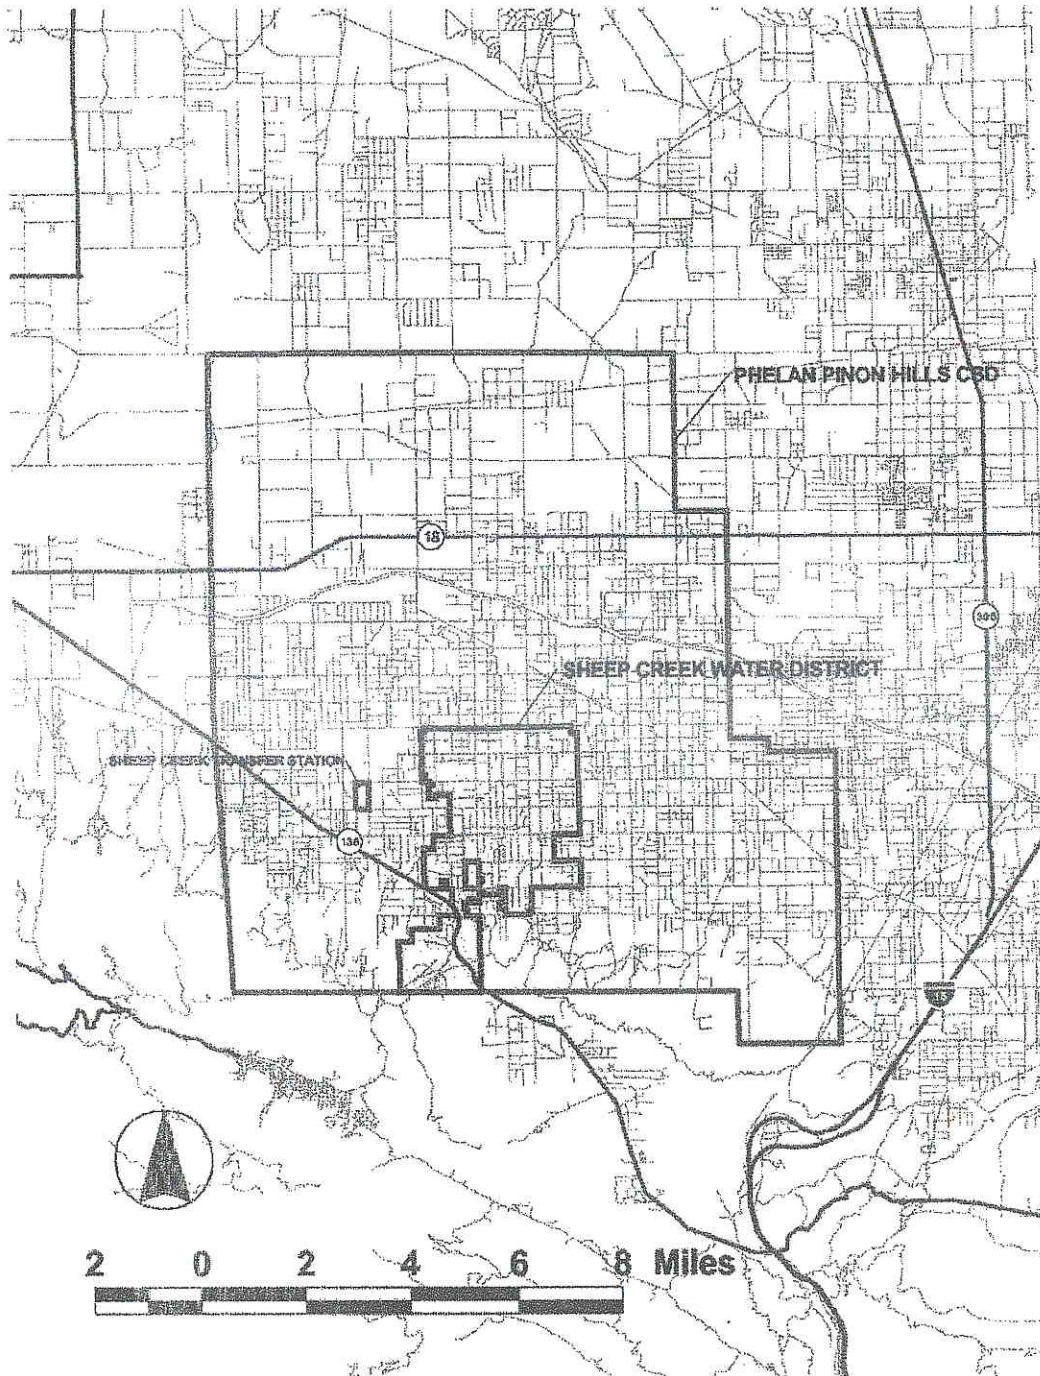 PHELAN PINON HILLS CSD
18
395
SHEEP CREEK WATER DISTRICT
SHEEP CREEK TRANSFER STATION
138
2 0 2 4 6 8 Miles